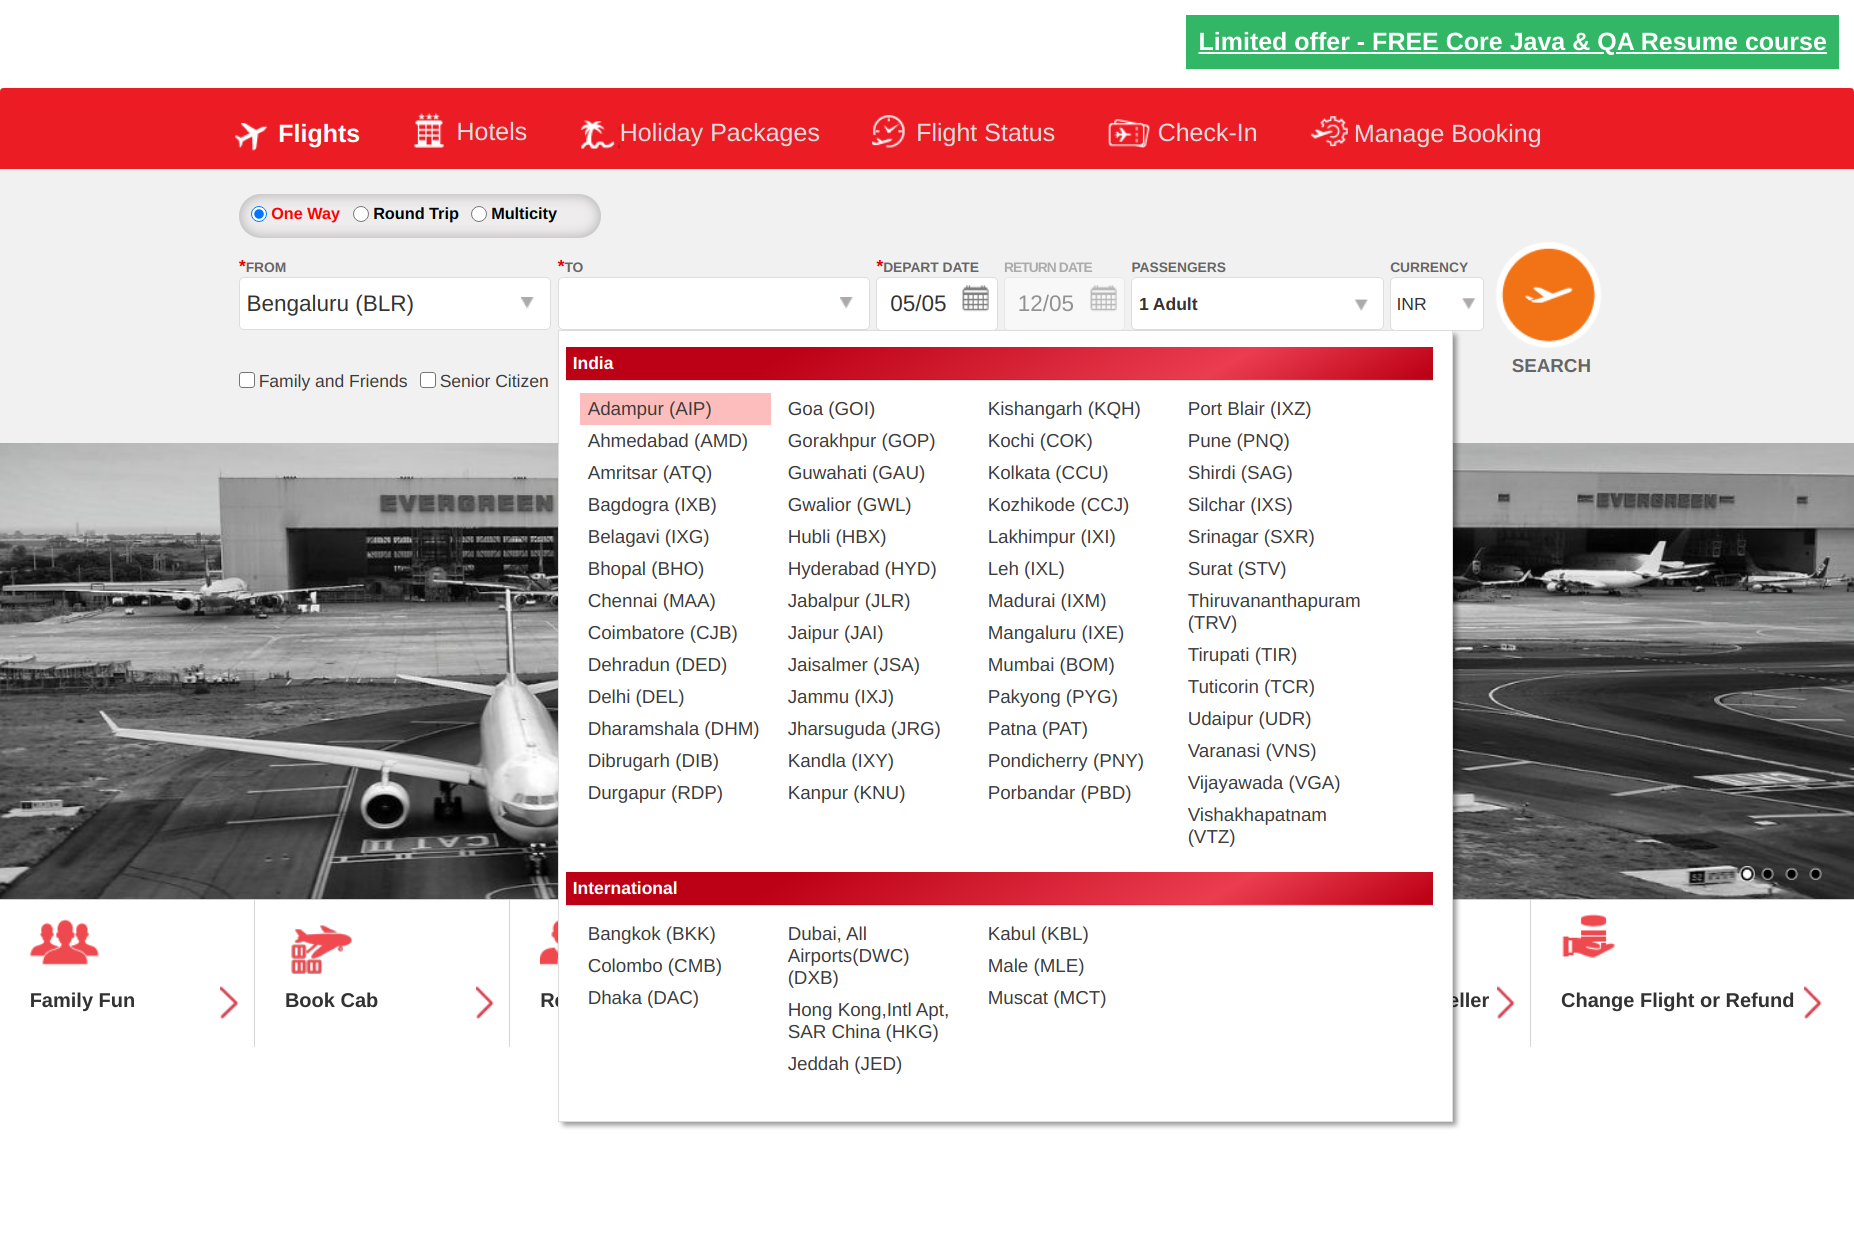 Limited offer - FREE Core Java & QA Resume course
Flights
Hotels
Holiday Packages
Flight Status
Check-In
Manage Booking
One Way
Round Trip
Multicity
*FROM
*TO
*DEPART DATE
RETURN DATE
PASSENGERS
CURRENCY
Bengaluru (BLR)
05/05
12/05
1 Adult
INR
SEARCH
Family and Friends
Senior Citizen
India
Adampur (AIP)
Ahmedabad (AMD)
Amritsar (ATQ)
Bagdogra (IXB)
Belagavi (IXG)
Bhopal (BHO)
Chennai (MAA)
Coimbatore (CJB)
Dehradun (DED)
Delhi (DEL)
Dharamshala (DHM)
Dibrugarh (DIB)
Durgapur (RDP)
Goa (GOI)
Gorakhpur (GOP)
Guwahati (GAU)
Gwalior (GWL)
Hubli (HBX)
Hyderabad (HYD)
Jabalpur (JLR)
Jaipur (JAI)
Jaisalmer (JSA)
Jammu (IXJ)
Jharsuguda (JRG)
Kandla (IXY)
Kanpur (KNU)
Kishangarh (KQH)
Kochi (COK)
Kolkata (CCU)
Kozhikode (CCJ)
Lakhimpur (IXI)
Leh (IXL)
Madurai (IXM)
Mangaluru (IXE)
Mumbai (BOM)
Pakyong (PYG)
Patna (PAT)
Pondicherry (PNY)
Porbandar (PBD)
Port Blair (IXZ)
Pune (PNQ)
Shirdi (SAG)
Silchar (IXS)
Srinagar (SXR)
Surat (STV)
Thiruvananthapuram
(TRV)
Tirupati (TIR)
Tuticorin (TCR)
Udaipur (UDR)
Varanasi (VNS)
Vijayawada (VGA)
Vishakhapatnam
(VTZ)
EVERGREEN
EVERGREEN
CAT II
International
Bangkok (BKK)
Colombo (CMB)
Dhaka (DAC)
Dubai, All
Airports(DWC)
(DXB)
Hong Kong,Intl Apt,
SAR China (HKG)
Jeddah (JED)
Kabul (KBL)
Male (MLE)
Muscat (MCT)
Family Fun
Book Cab
Change Flight or Refund